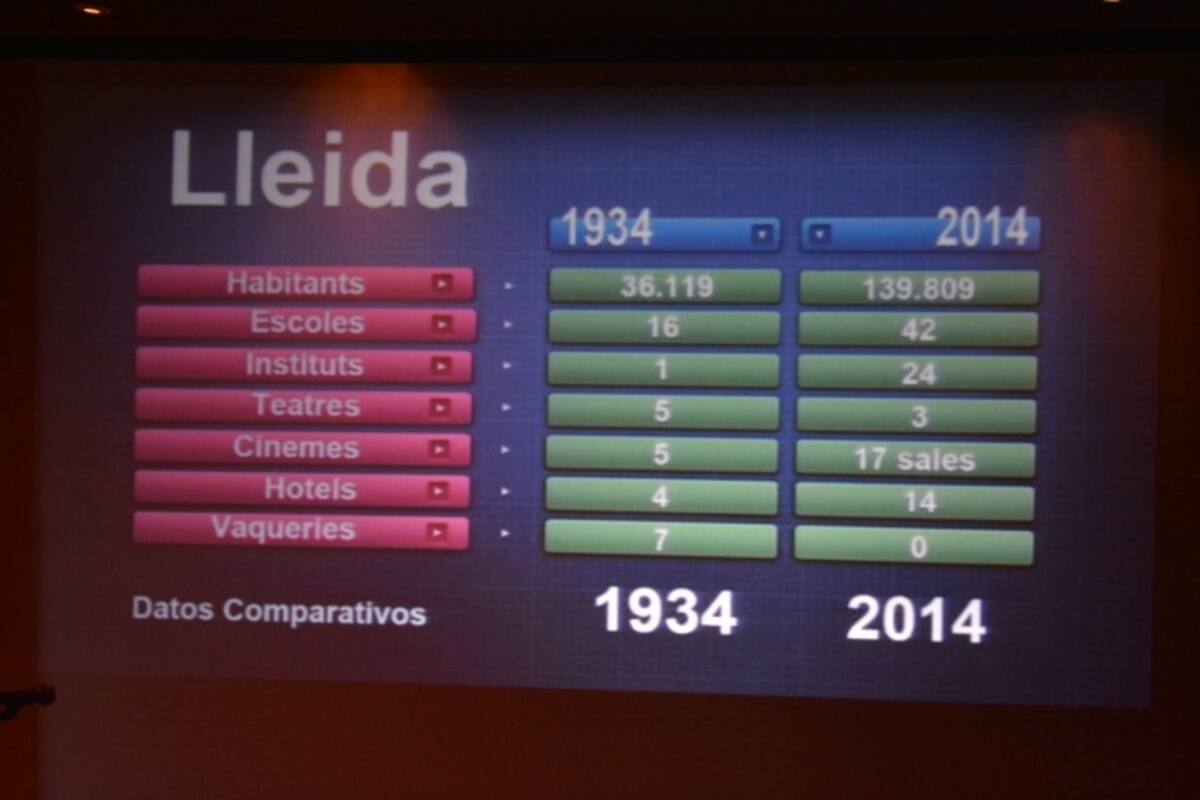 Lleida
1934 2014
Habitants 36.119 139.809
Escoles 16 42
Instituts 1 24
Teatres 5 3
Cinemes 5 17 sales
Hotels 4 14
Vaqueries 7 0
Datos Comparativos 1934 2014